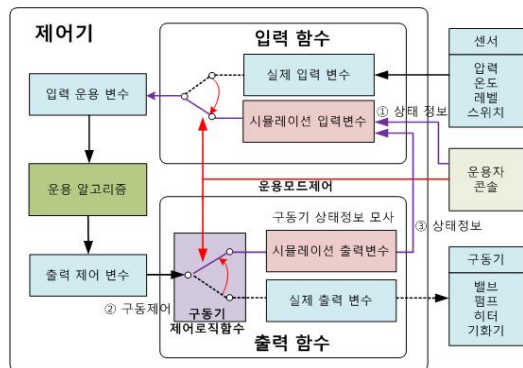 제어기
입력 함수
실제 입력 변수
시뮬레이션 입력변수
입력 운용 변수
운용 알고리즘
출력 제어 변수
① 상태 정보
운용모드제어
구동기 상태정보 모사
③ 상태정보
시뮬레이션 출력변수
실제 출력 변수
② 구동제어
구동기
제어로직함수
출력 함수
센서
압력
온도
레벨
스위치
운용자
콘솔
구동기
밸브
펌프
히터
기화기